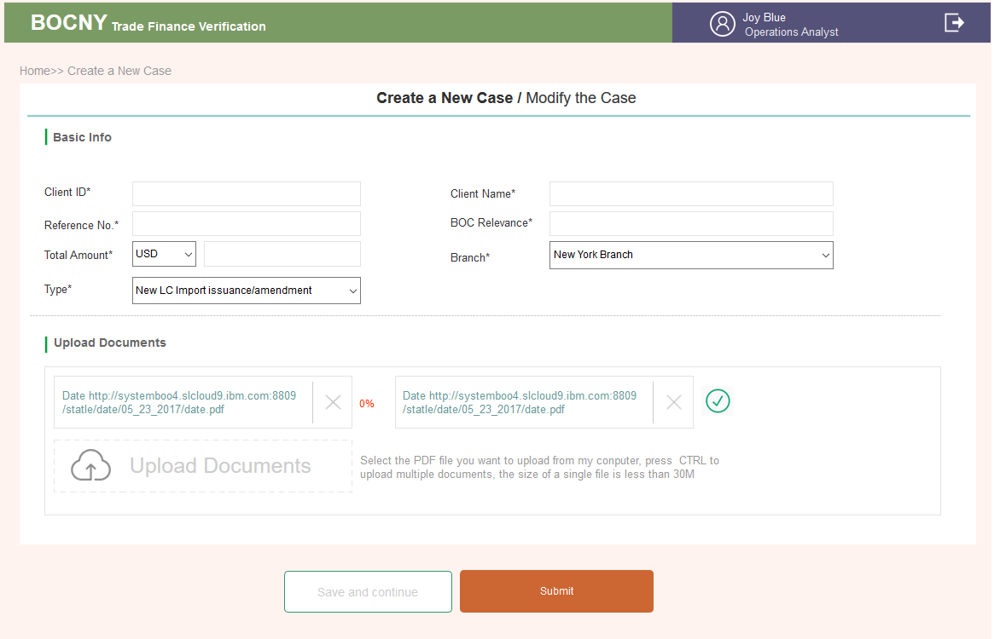 BOCNY Trade Finance Verification
Joy Blue
Operations Analyst
Home>> Create a New Case
Create a New Case / Modify the Case
Basic Info
Client ID*
Client Name*
Reference No.*
BOC Relevance*
Total Amount* USD
Branch* New York Branch
Type* New LC Import issuance/amendment
Upload Documents
Date http://systemboo4.slcloud9.ibm.com:8809
/statle/date/05_23_2017/date.pdf
0%
Date http://systemboo4.slcloud9.ibm.com:8809
/statle/date/05_23_2017/date.pdf
Upload Documents
Select the PDF file you want to upload from my conputer, press CTRL to
upload multiple documents, the size of a single file is less than 30M
Save and continue
Submit